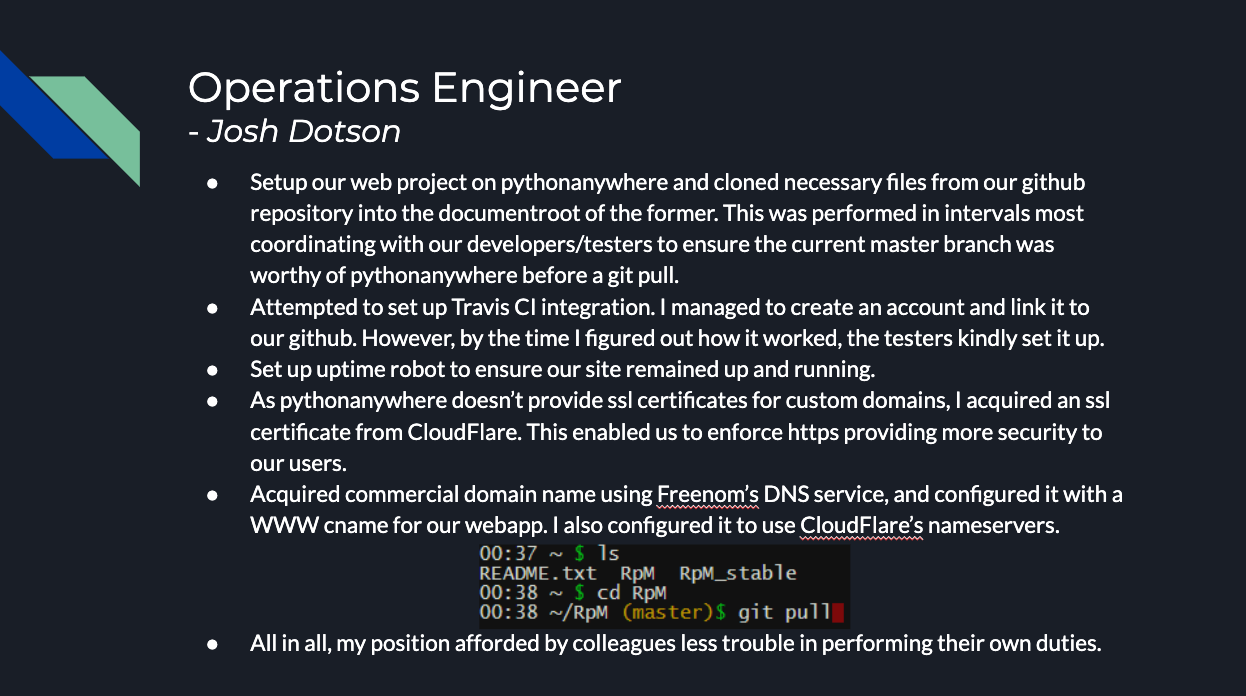 Operations Engineer
- Josh Dotson
● Setup our web project on pythonanywhere and cloned necessary files from our github
repository into the documentroot of the former. This was performed in intervals most
coordinating with our developers/testers to ensure the current master branch was
worthy of pythonanywhere before a git pull.
● Attempted to set up Travis CI integration. I managed to create an account and link it to
our github. However, by the time I figured out how it worked, the testers kindly set it up.
● Set up uptime robot to ensure our site remained up and running.
● As pythonanywhere doesn’t provide ssl certificates for custom domains, I acquired an ssl
certificate from CloudFlare. This enabled us to enforce https providing more security to
our users.
● Acquired commercial domain name using Freenom’s DNS service, and configured it with a
WWW cname for our webapp. I also configured it to use CloudFlare’s nameservers.
00:37 ~ $ ls
README.txt  RpM  RpM_stable
00:38 ~ $ cd RpM
00:38 ~/RpM (master)$ git pull
● All in all, my position afforded by colleagues less trouble in performing their own duties.